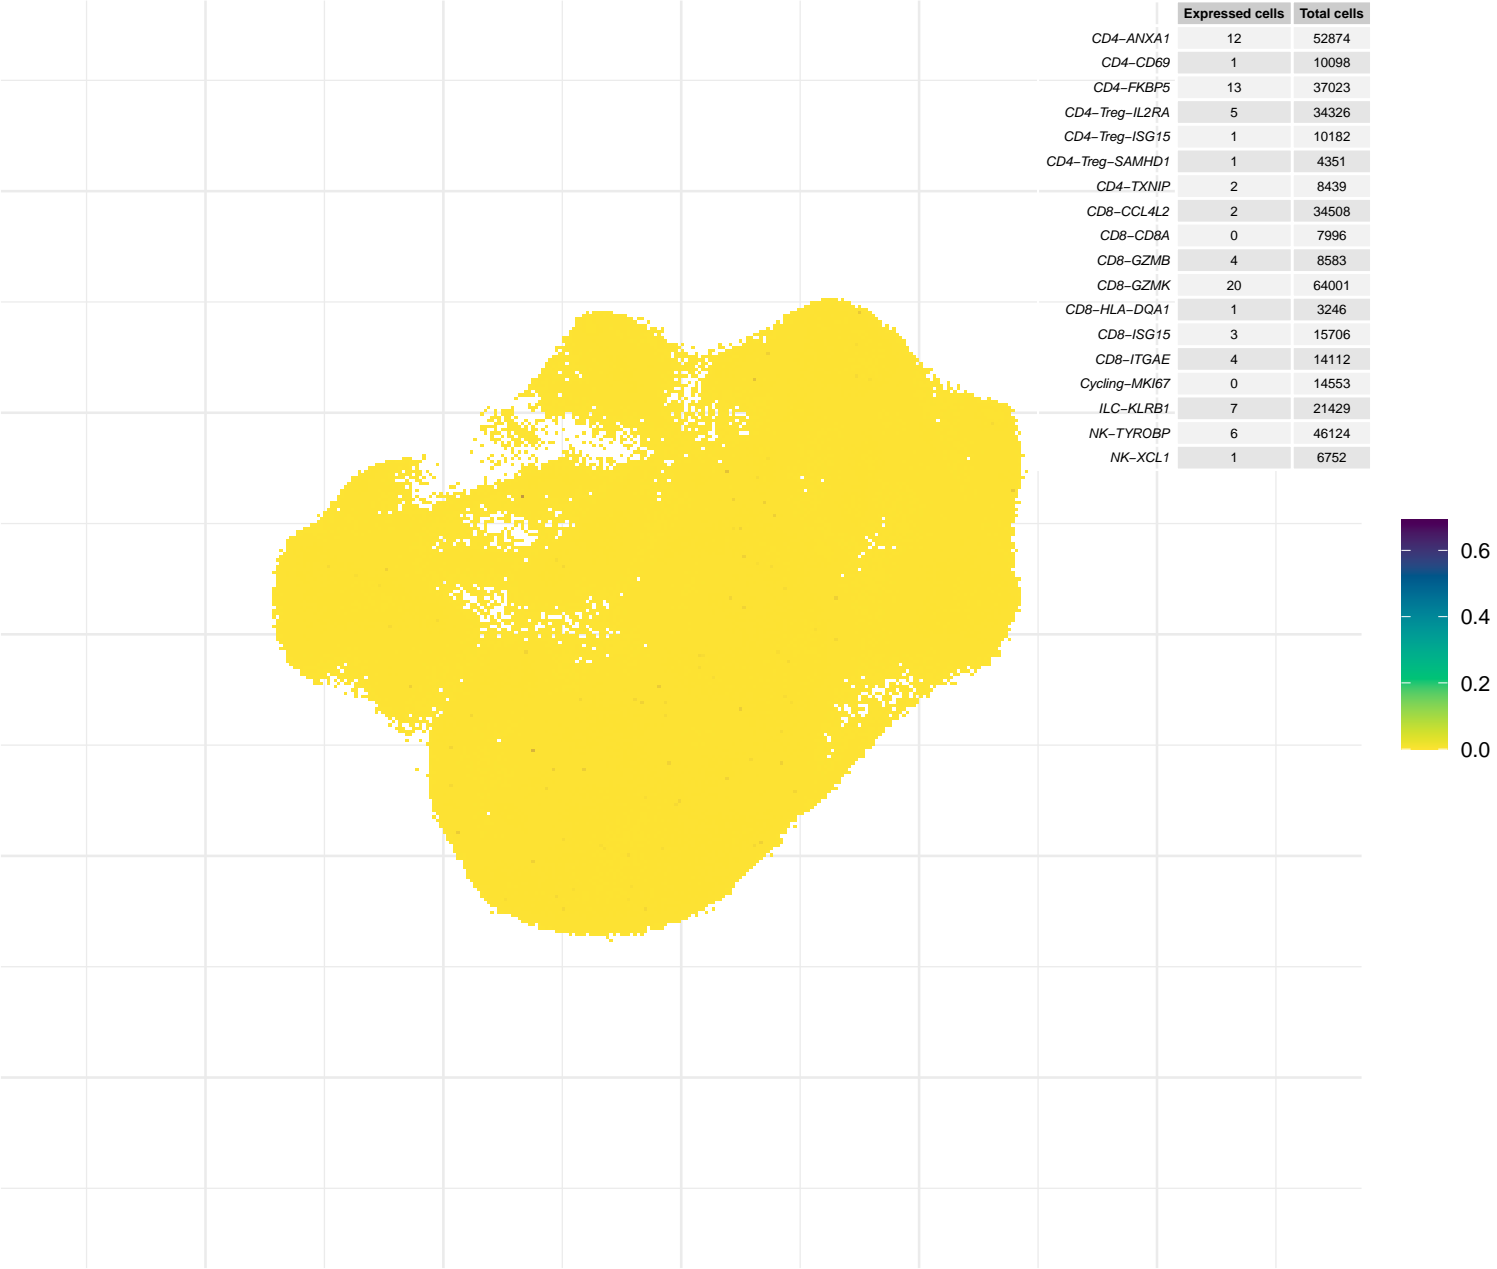 Expressed cells Total cells
CD4−ANXA1 12 52874
CD4−CD69 1 10098
CD4−FKBP5 13 37023
CD4−Treg−IL2RA 5 34326
CD4−Treg−ISG15 1 10182
CD4−Treg−SAMHD1 1 4351
CD4−TXNIP 2 8439
CD8−CCL4L2 2 34508
CD8−CD8A 0 7996
CD8−GZMB 4 8583
CD8−GZMK 20 64001
CD8−HLA−DQA1 1 3246
CD8−ISG15 3 15706
CD8−ITGAE 4 14112
Cycling−MKI67 0 14553
ILC−KLRB1 7 21429
NK−TYROBP 6 46124
NK−XCL1 1 6752
0.6
0.4
0.2
0.0